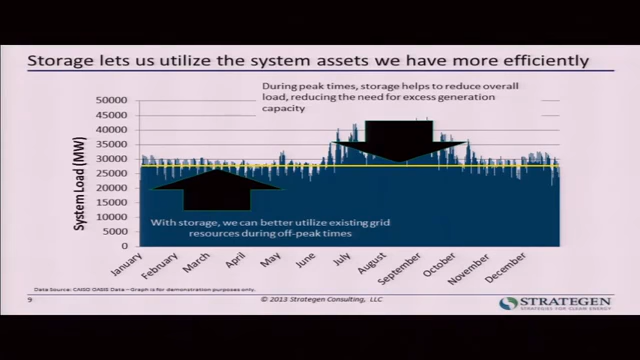 Storage lets us utilize the system assets we have more efficiently
During peak times, storage helps to reduce overall
load, reducing the need for excess generation
capacity
System Load (MW)
50000
45000
40000
35000
30000
25000
20000
15000
10000
5000
0
With storage, we can better utilize existing grid
resources during off-peak times
January
February
March
April
May
June
July
August
September
October
November
December
Data Source: CAISO OASIS Data – Graph is for demonstration purposes only.
9
© 2013 Strategen Consulting, LLC
STRATEGEN
STRATEGIES FOR CLEAN ENERGY